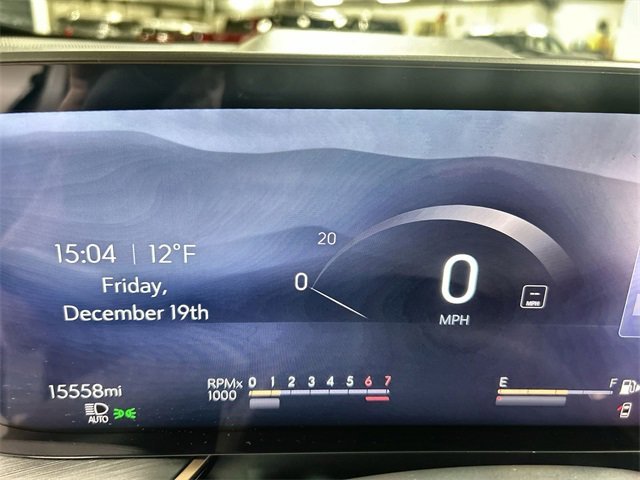 20
15:04 | 12°F
0
0
--
MPH
Friday,
December 19th
MPH
RPMx 0 1 2 3 4 5 6 7
1000
E F
15558mi
AUTO